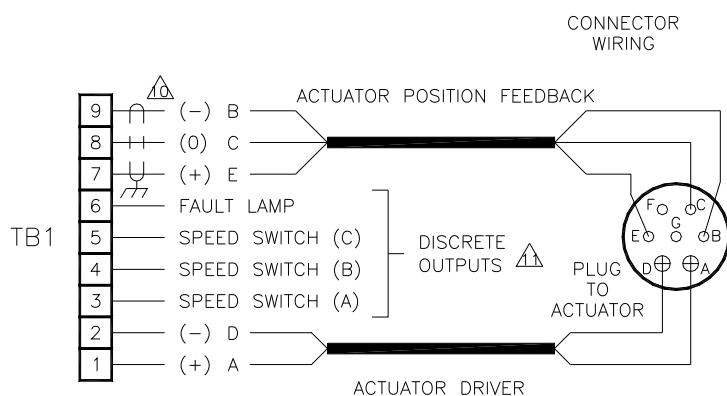 CONNECTOR
WIRING
10
ACTUATOR POSITION FEEDBACK
9 (-) B
8 (0) C
7 (+) E
6 FAULT LAMP
TB1
5 SPEED SWITCH (C)
4 SPEED SWITCH (B)
3 SPEED SWITCH (A)
2 (-) D
1 (+) A
DISCRETE
OUTPUTS 11
F C
G
E B
D A
PLUG
TO
ACTUATOR
ACTUATOR DRIVER